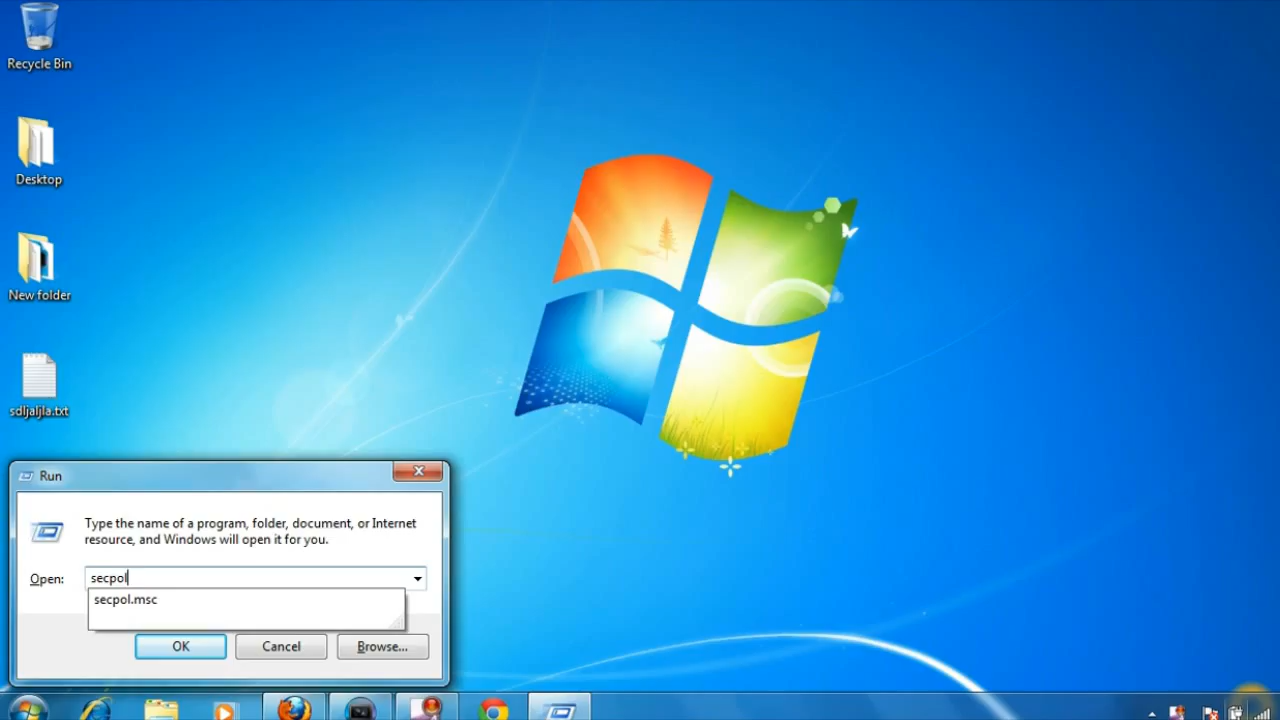 Recycle Bin
Desktop
New folder
sdljaljla.txt
Run
Type the name of a program, folder, document, or Internet
resource, and Windows will open it for you.
Open: secpol
secpol.msc
OK Cancel Browse...